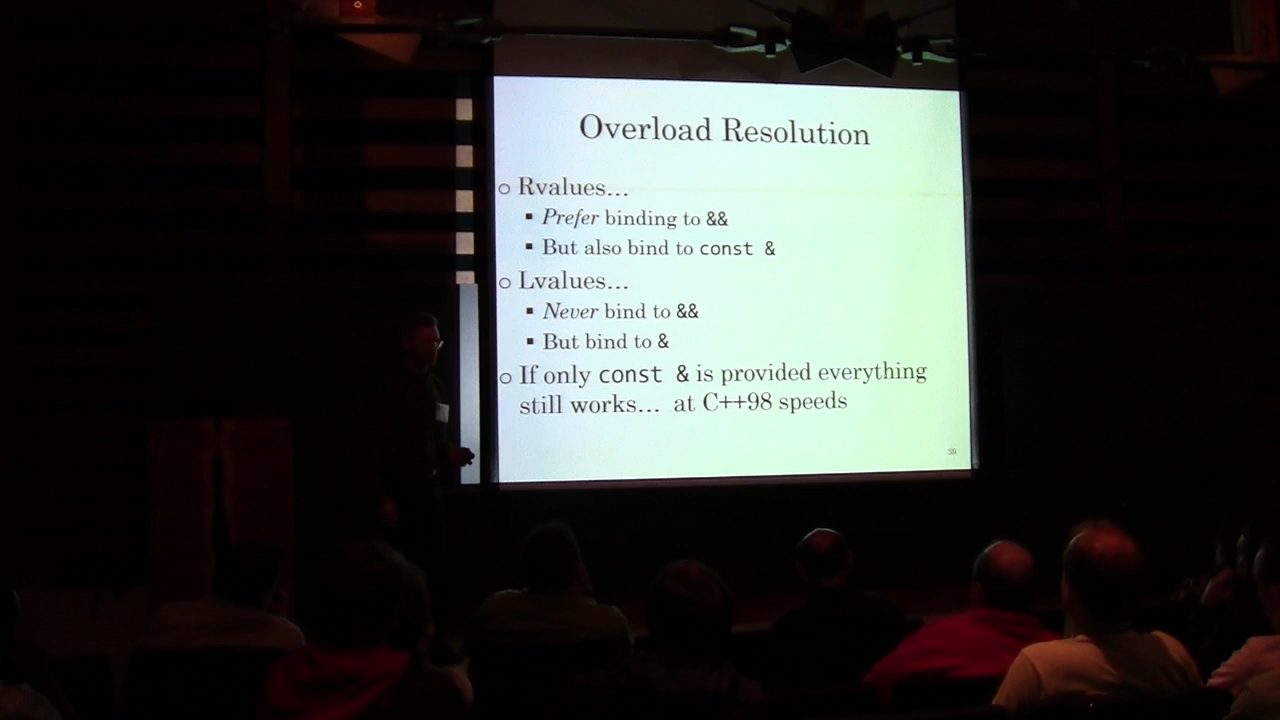 Overload Resolution
○ Rvalues…
▪ Prefer binding to &&
▪ But also bind to const &
○ Lvalues…
▪ Never bind to &&
▪ But bind to &
○ If only const & is provided everything
still works… at C++98 speeds